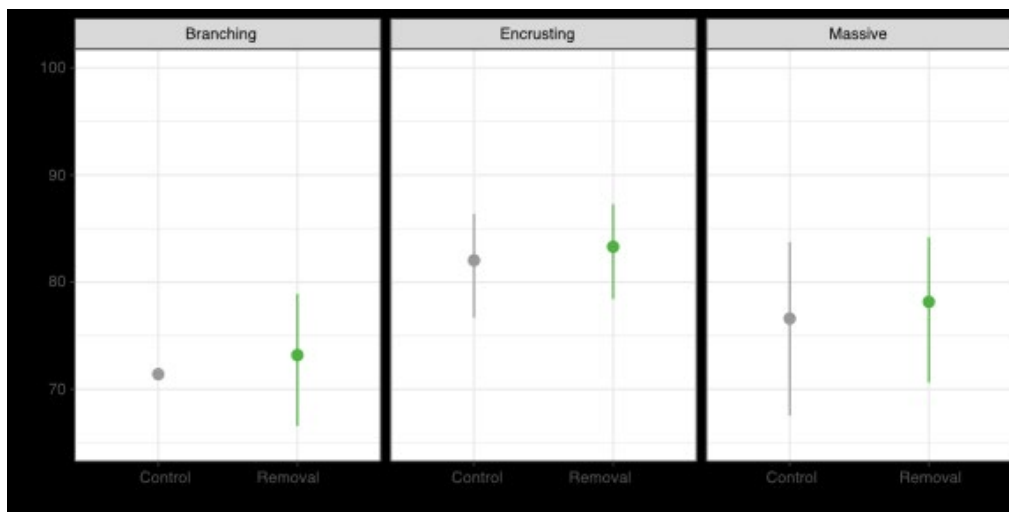 Branching Encrusting Massive
100
90
80
70
Control Removal Control Removal Control Removal